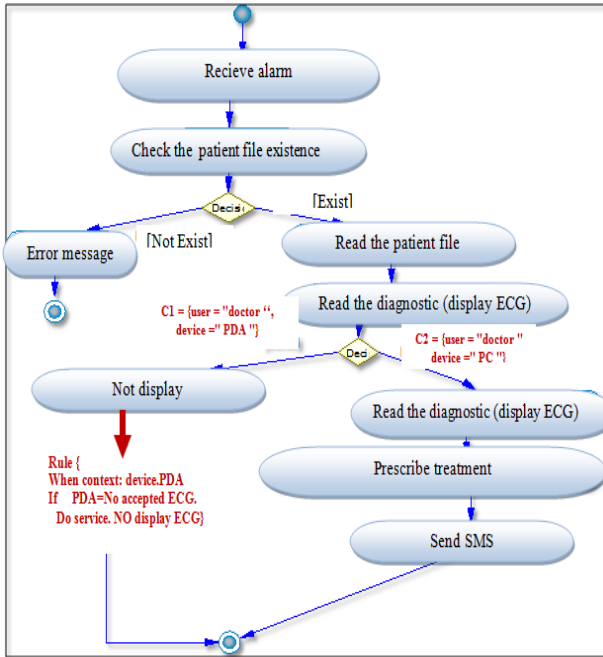 Recieve alarm
Check the patient file existence
Decis
[Exist]
[Not Exist]
Error message
Read the patient file
Read the diagnostic (display ECG)
C1 = {user = "doctor “,
device =" PDA "}
Deci
C2 = {user = "doctor "
device =" PC "}
Not display
Read the diagnostic (display ECG)
Rule {
When context: device.PDA
If PDA=No accepted ECG.
Do service. NO display ECG}
Prescribe treatment
Send SMS